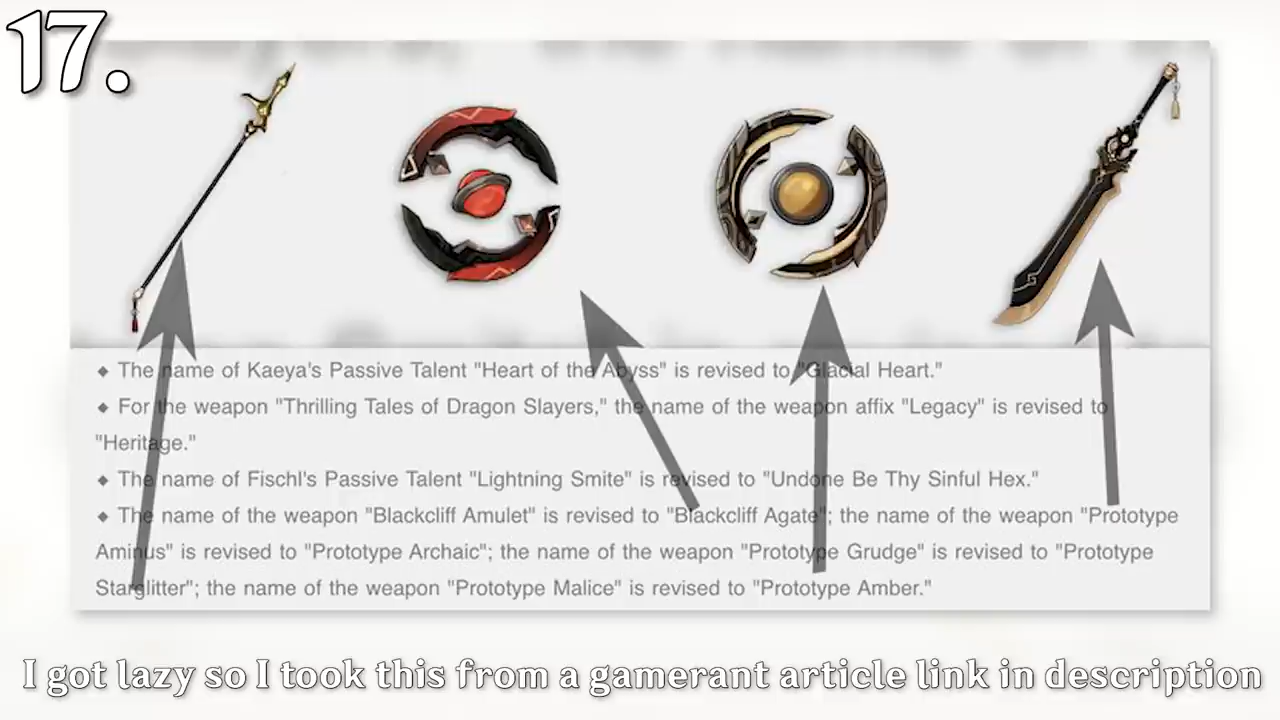 17.
◆ The name of Kaeya's Passive Talent "Heart of the Abyss" is revised to "Glacial Heart."
◆ For the weapon "Thrilling Tales of Dragon Slayers," the name of the weapon affix "Legacy" is revised to
"Heritage."
◆ The name of Fischl's Passive Talent "Lightning Smite" is revised to "Undone Be Thy Sinful Hex."
◆ The name of the weapon "Blackcliff Amulet" is revised to "Blackcliff Agate"; the name of the weapon "Prototype
Aminus" is revised to "Prototype Archaic"; the name of the weapon "Prototype Grudge" is revised to "Prototype
Starglitter"; the name of the weapon "Prototype Malice" is revised to "Prototype Amber."
I got lazy so I took this from a gamerant article link in description